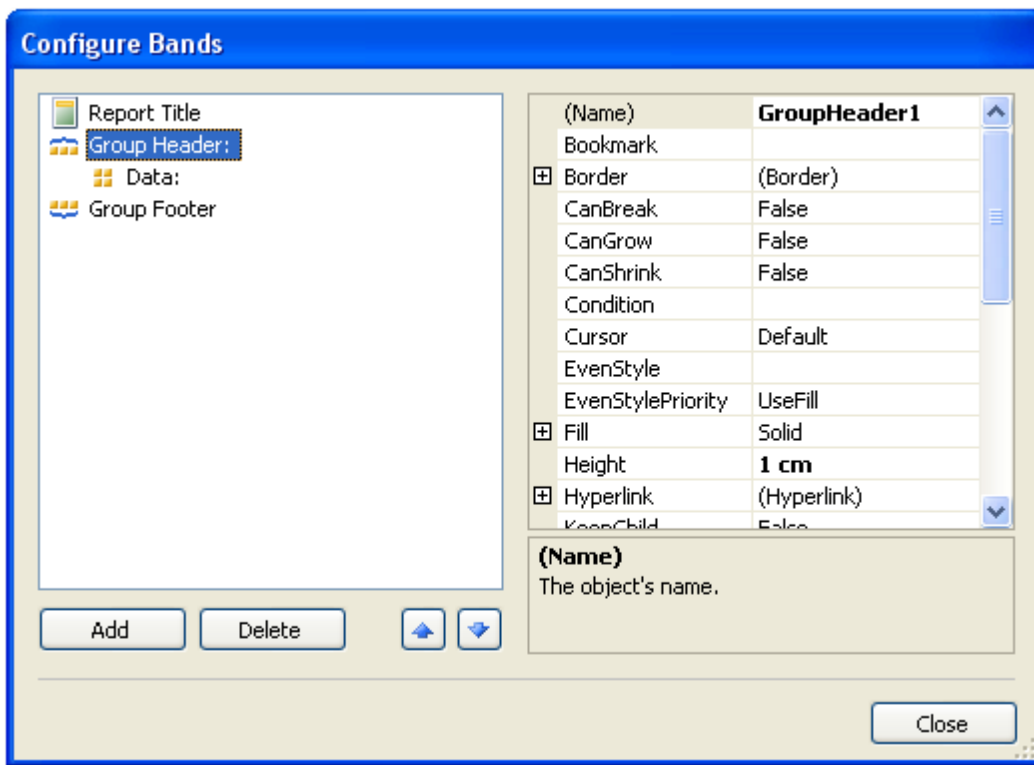 Configure Bands
Report Title
Group Header:
Data:
Group Footer
Add
Delete
(Name) GroupHeader1
Bookmark
Border (Border)
CanBreak False
CanGrow False
CanShrink False
Condition
Cursor Default
EvenStyle
EvenStylePriority UseFill
Fill Solid
Height 1 cm
Hyperlink (Hyperlink)
KeepChild False
(Name)
The object's name.
Close